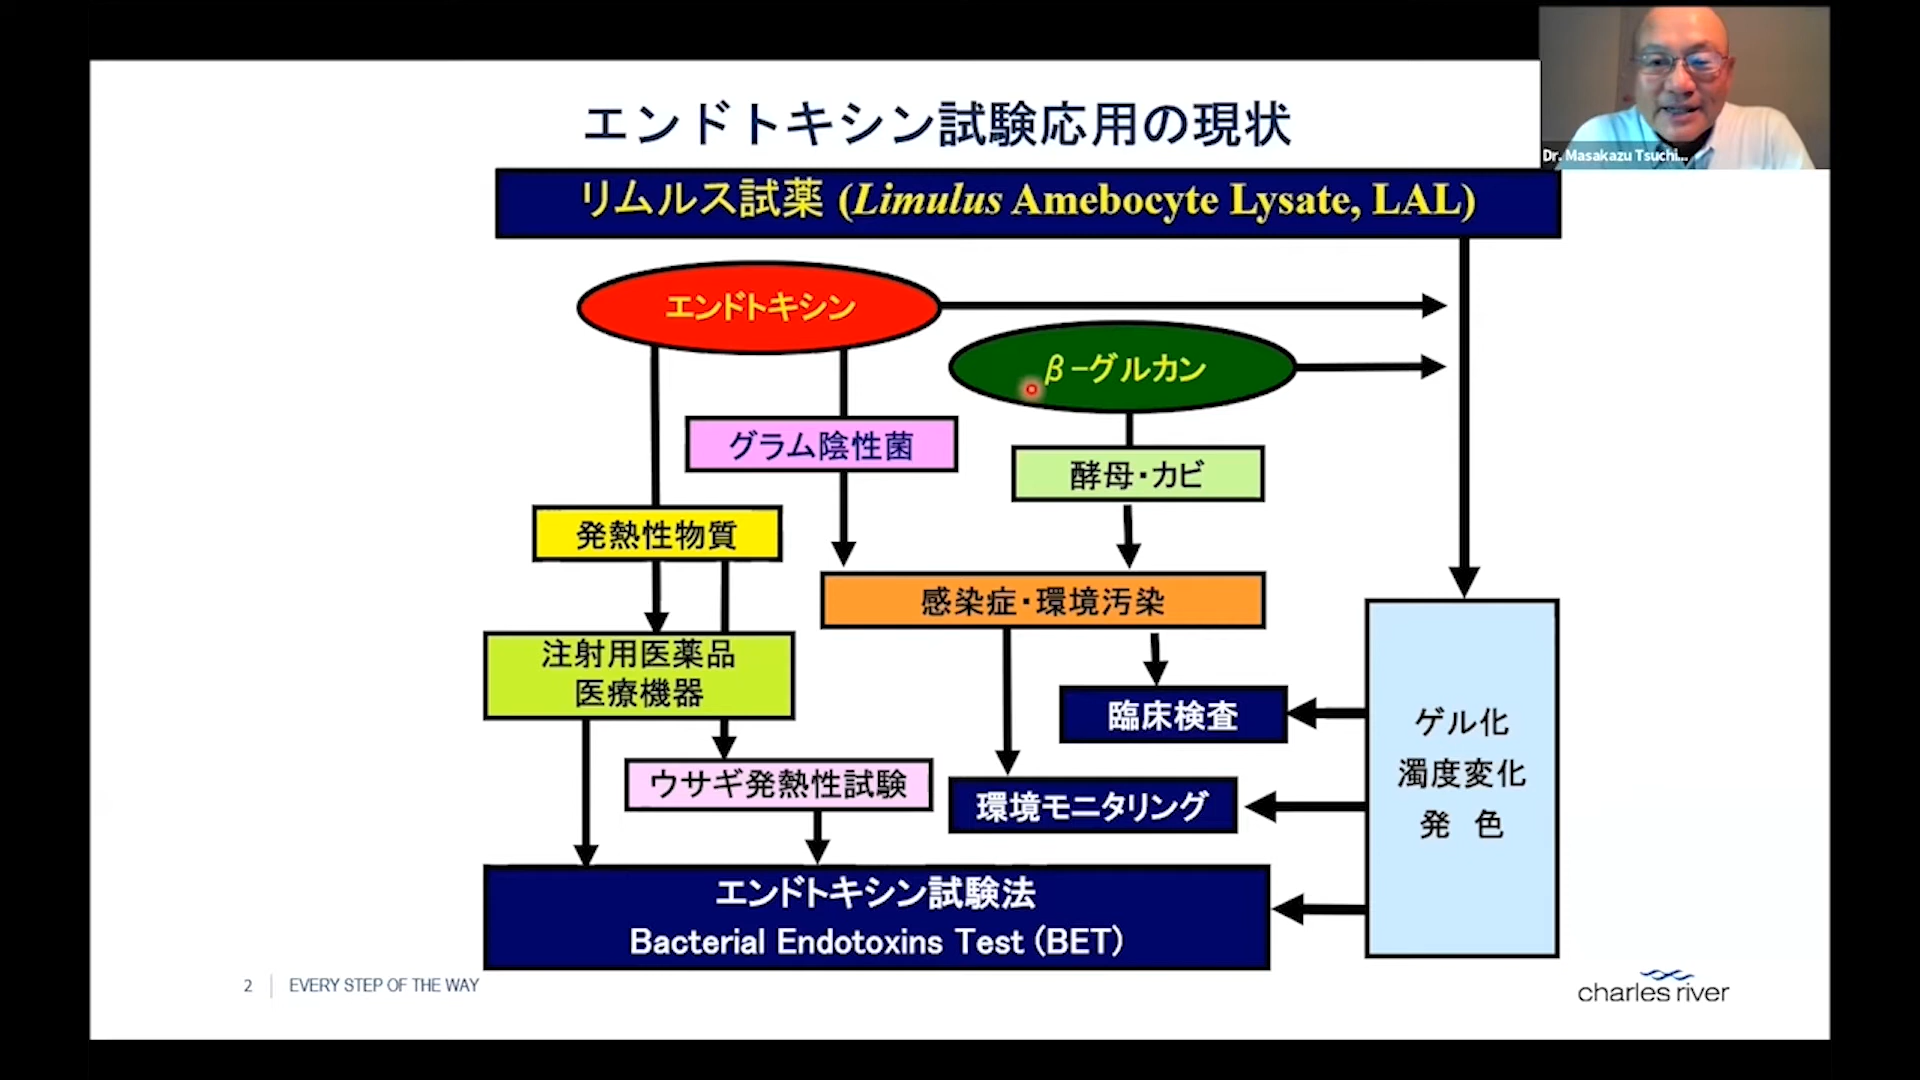 エンドトキシン試験応用の現状
Dr. Masakazu Tsuchi...
リムルス試薬 (Limulus Amebocyte Lysate, LAL)
エンドトキシン
β-グルカン
グラム陰性菌
酵母・カビ
発熱性物質
感染症・環境汚染
注射用医薬品
医療機器
臨床検査
ゲル化
濁度変化
発 色
ウサギ発熱性試験
環境モニタリング
エンドトキシン試験法
Bacterial Endotoxins Test (BET)
2
EVERY STEP OF THE WAY
charles river